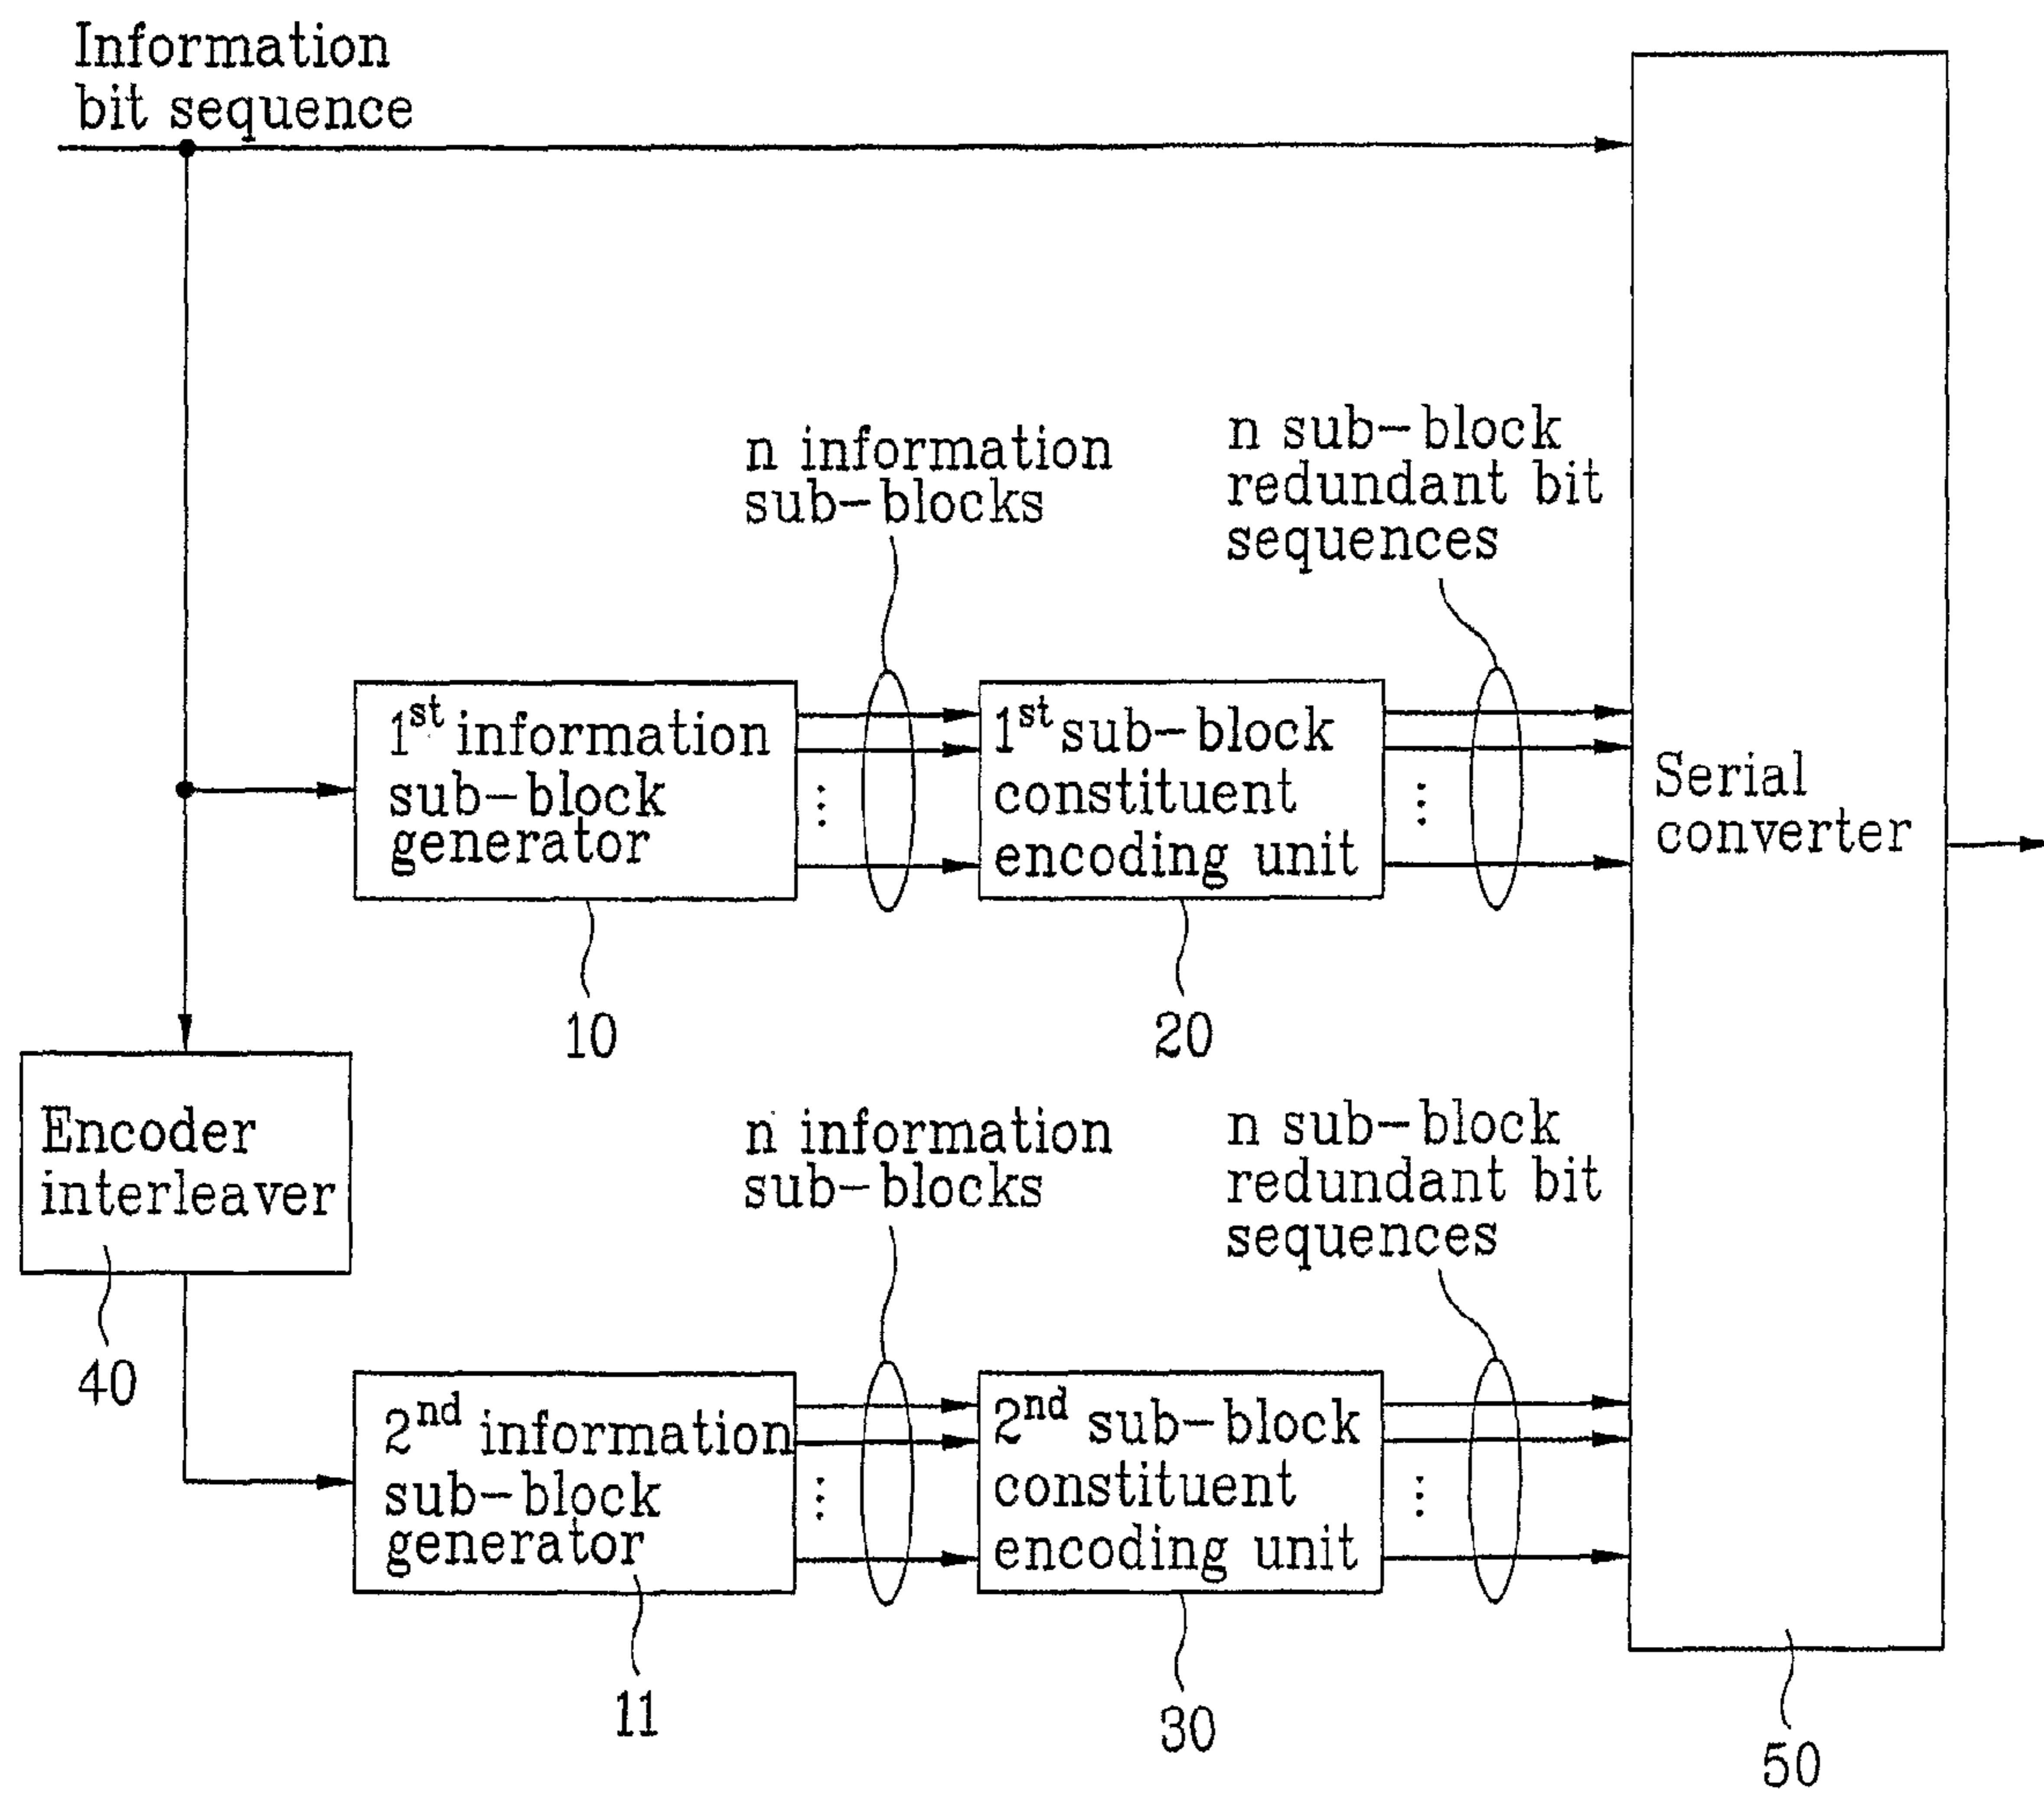 Information
bit sequence
n information
sub-blocks
n sub-block
redundant bit
sequences
1st information
sub-block
generator
1st sub-block
constituent
encoding unit
Serial
converter
10
20
Encoder
interleaver
40
n information
sub-blocks
n sub-block
redundant bit
sequences
2nd information
sub-block
generator
2nd sub-block
constituent
encoding unit
11
30
50